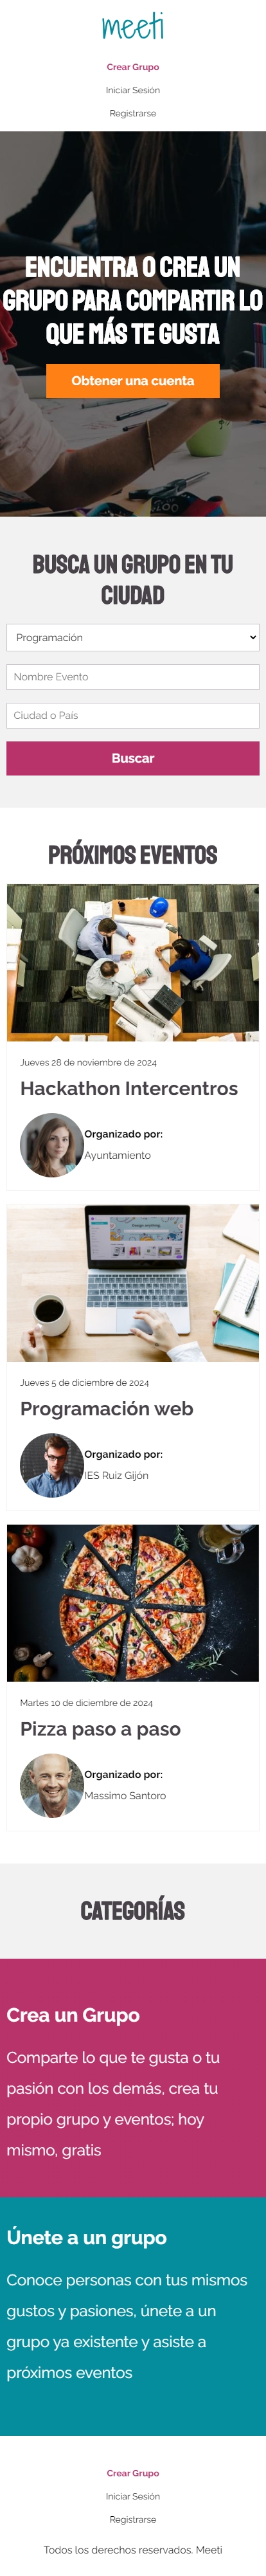 meeti
Crear Grupo
Iniciar Sesión
Registrarse
ENCUENTRA O CREA UN
GRUPO PARA COMPARTIR LO
QUE MÁS TE GUSTA
Obtener una cuenta
BUSCA UN GRUPO EN TU
CIUDAD
Programación
Nombre Evento
Ciudad o País
Buscar
PRÓXIMOS EVENTOS
Jueves 28 de noviembre de 2024
Hackathon Intercentros
Organizado por:
Ayuntamiento
Jueves 5 de diciembre de 2024
Programación web
Organizado por:
IES Ruiz Gijón
Martes 10 de diciembre de 2024
Pizza paso a paso
Organizado por:
Massimo Santoro
CATEGORÍAS
Crea un Grupo
Comparte lo que te gusta o tu
pasión con los demás, crea tu
propio grupo y eventos; hoy
mismo, gratis
Únete a un grupo
Conoce personas con tus mismos
gustos y pasiones, únete a un
grupo ya existente y asiste a
próximos eventos
Crear Grupo
Iniciar Sesión
Registrarse
Todos los derechos reservados. Meeti